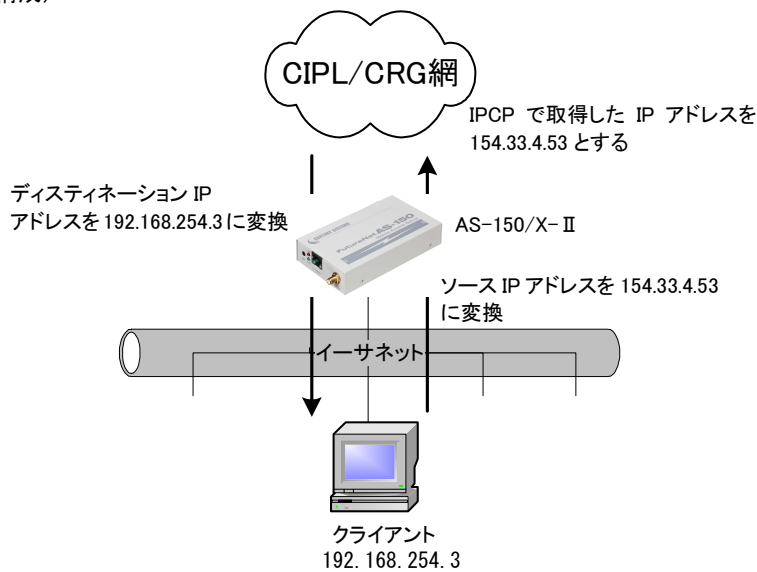 CIPL/CRG網
IPCP で取得した IP アドレスを
154.33.4.53 とする
ディスティネーション IP
アドレスを 192.168.254.3 に変換
FutureNet AS-150
AS-150/X-Ⅱ
ソース IP アドレスを 154.33.4.53
に変換
イーサネット
クライアント
192.168.254.3